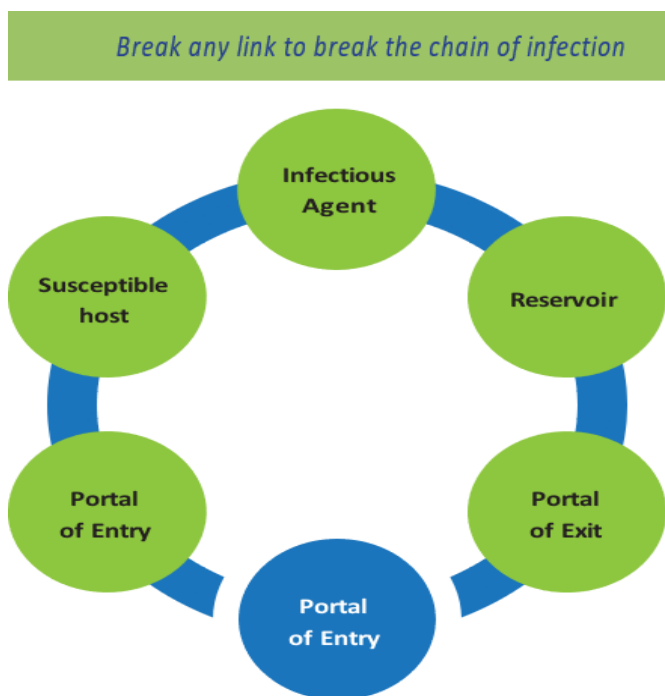 Break any link to break the chain of infection
Infectious
Agent
Reservoir
Portal
of Exit
Portal
of Entry
Portal
of Entry
Susceptible
host